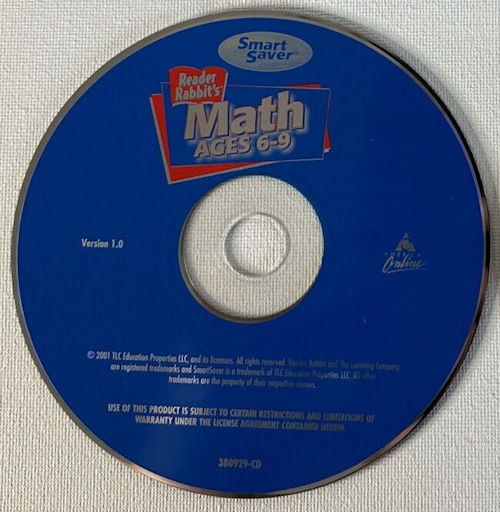 Smart
Saver™
Reader
Rabbit's®
Math
AGES 6-9
Version 1.0
AMERICA
Online
© 2001 TLC Education Properties LLC, and its licensors. All rights reserved. Reader Rabbit and The Learning Company
are registered trademarks and SmartSaver is a trademark of TLC Education Properties LLC. All other
trademarks are the property of their respective owners.
USE OF THIS PRODUCT IS SUBJECT TO CERTAIN RESTRICTIONS AND LIMITATIONS OF
WARRANTY UNDER THE LICENSE AGREEMENT CONTAINED HEREIN.
380929-CD